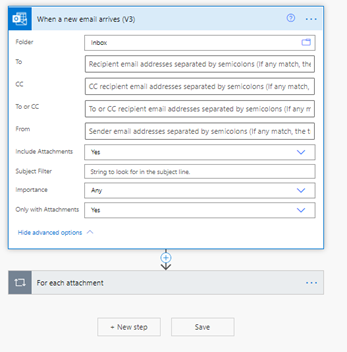 When a new email arrives (V3)
Folder
Inbox
To
Recipient email addresses separated by semicolons (If any match, the
CC
CC recipient email addresses separated by semicolons (If any match,
To or CC
To or CC recipient email addresses separated by semicolons (If any m
From
Sender email addresses separated by semicolons (If any match, the t
Include Attachments
Yes
Subject Filter
String to look for in the subject line.
Importance
Any
Only with Attachments
Yes
Hide advanced options
For each attachment
+ New step
Save